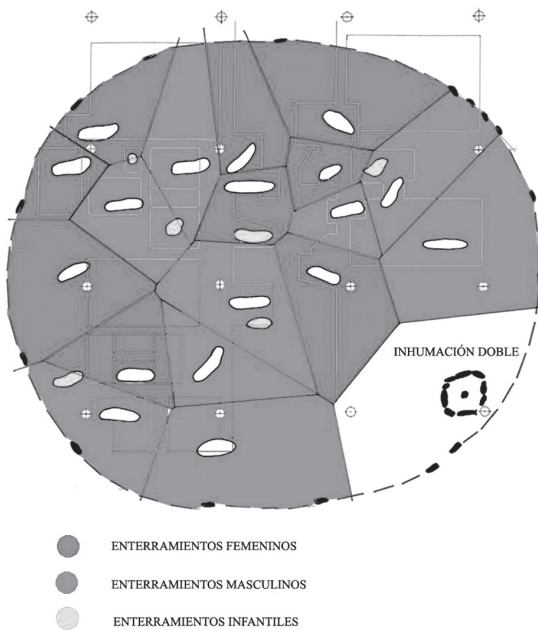 INHUMACIÓN DOBLE
ENTERRAMIENTOS FEMENINOS
ENTERRAMIENTOS MASCULINOS
ENTERRAMIENTOS INFANTILES